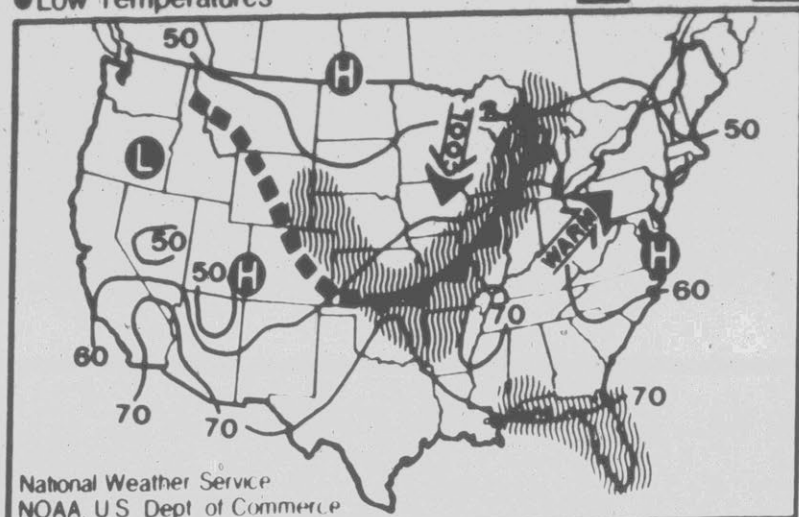 ●Low Temperatures
50
H
COOL
50
L
WARM
50
50
H
H
60
60
70
70
70
70
National Weather Service
NOAA U S Dept of Commerce